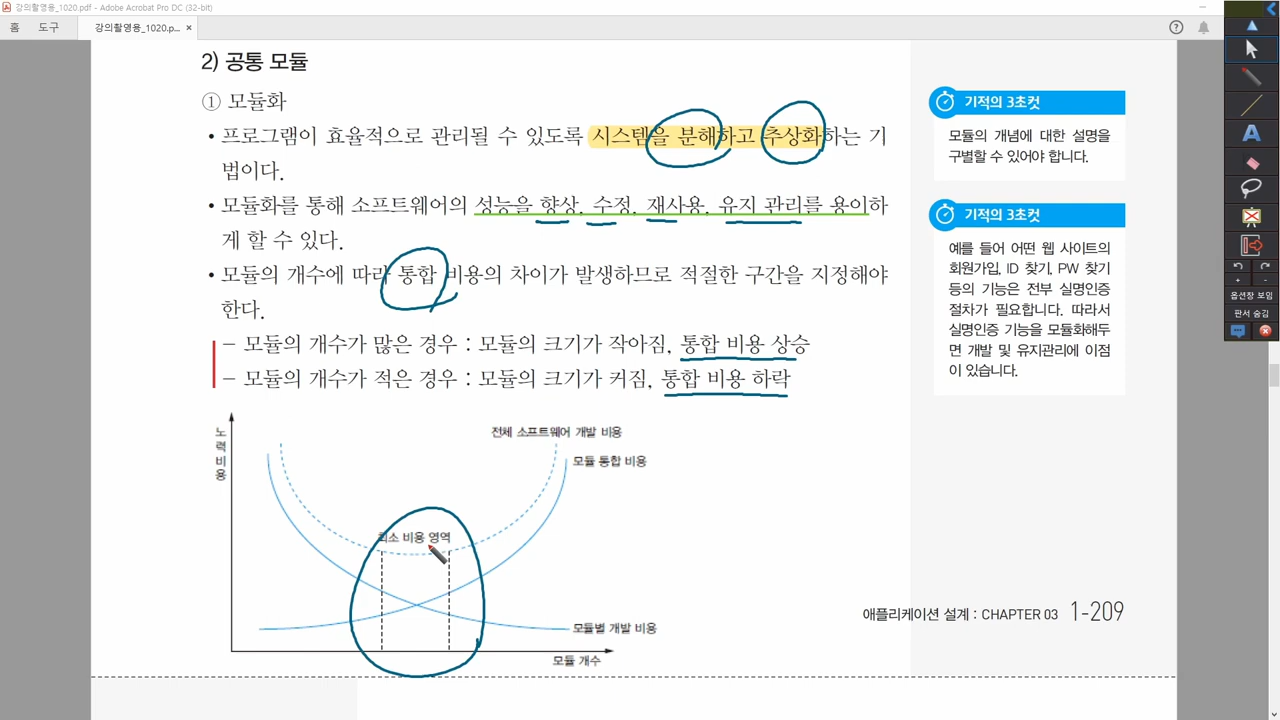 강의촬영용_1020.pdf - Adobe Acrobat Pro DC (32-bit)
홈 도구 강의촬영용_1020.p... ×
2) 공통 모듈
① 모듈화
• 프로그램이 효율적으로 관리될 수 있도록 시스템을 분해하고 추상화하는 기
법이다.
• 모듈화를 통해 소프트웨어의 성능을 향상, 수정, 재사용, 유지 관리를 용이하
게 할 수 있다.
• 모듈의 개수에 따라 통합 비용의 차이가 발생하므로 적절한 구간을 지정해야
한다.
– 모듈의 개수가 많은 경우 : 모듈의 크기가 작아짐, 통합 비용 상승
– 모듈의 개수가 적은 경우 : 모듈의 크기가 커짐, 통합 비용 하락
노력비용
전체 소프트웨어 개발 비용
모듈 통합 비용
최소 비용 영역
모듈별 개발 비용
모듈 개수
기적의 3초컷
모듈의 개념에 대한 설명을
구별할 수 있어야 합니다.
기적의 3초컷
예를 들어 어떤 웹 사이트의
회원가입, ID 찾기, PW 찾기
등의 기능은 전부 실명인증
절차가 필요합니다. 따라서
실명인증 기능을 모듈화해두
면 개발 및 유지관리에 이점
이 있습니다.
애플리케이션 설계 : CHAPTER 03 1-209
A
+ -
옵션장 보임
판서 숨김